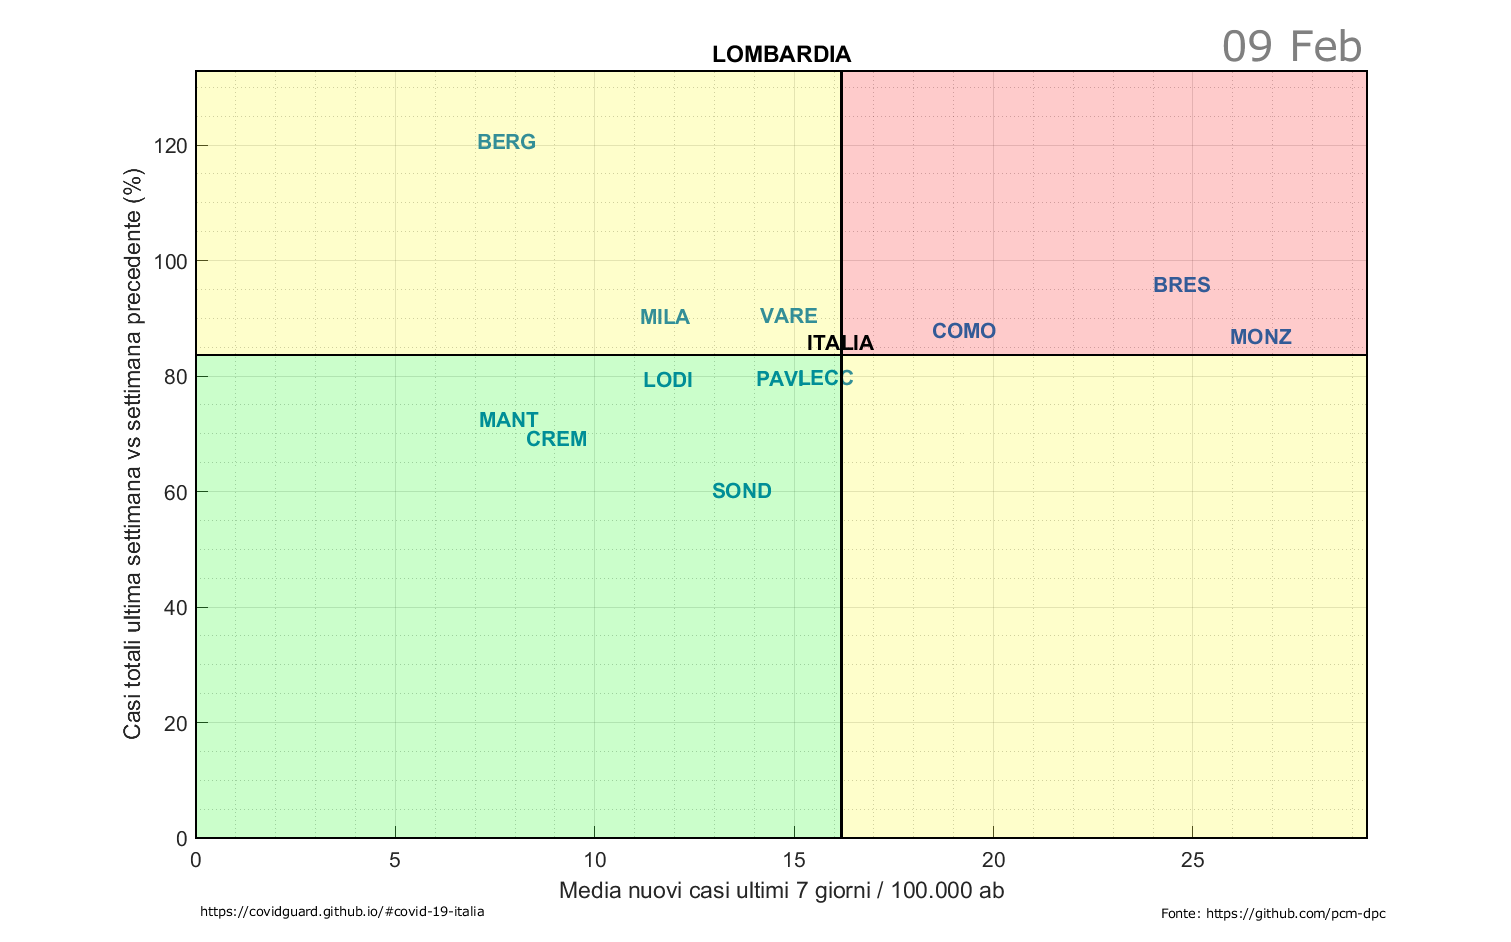 09 Feb
LOMBARDIA
Casi totali ultima settimana vs settimana precedente (%)
120
100
80
60
40
20
0
BERG
BRES
MILA
VARE
COMO
MONZ
ITALIA
LODI
PAVI
LECC
MANT
CREM
SOND
0
5
10
15
20
25
Media nuovi casi ultimi 7 giorni / 100.000 ab
https://covidguard.github.io/#covid-19-italia
Fonte: https://github.com/pcm-dpc